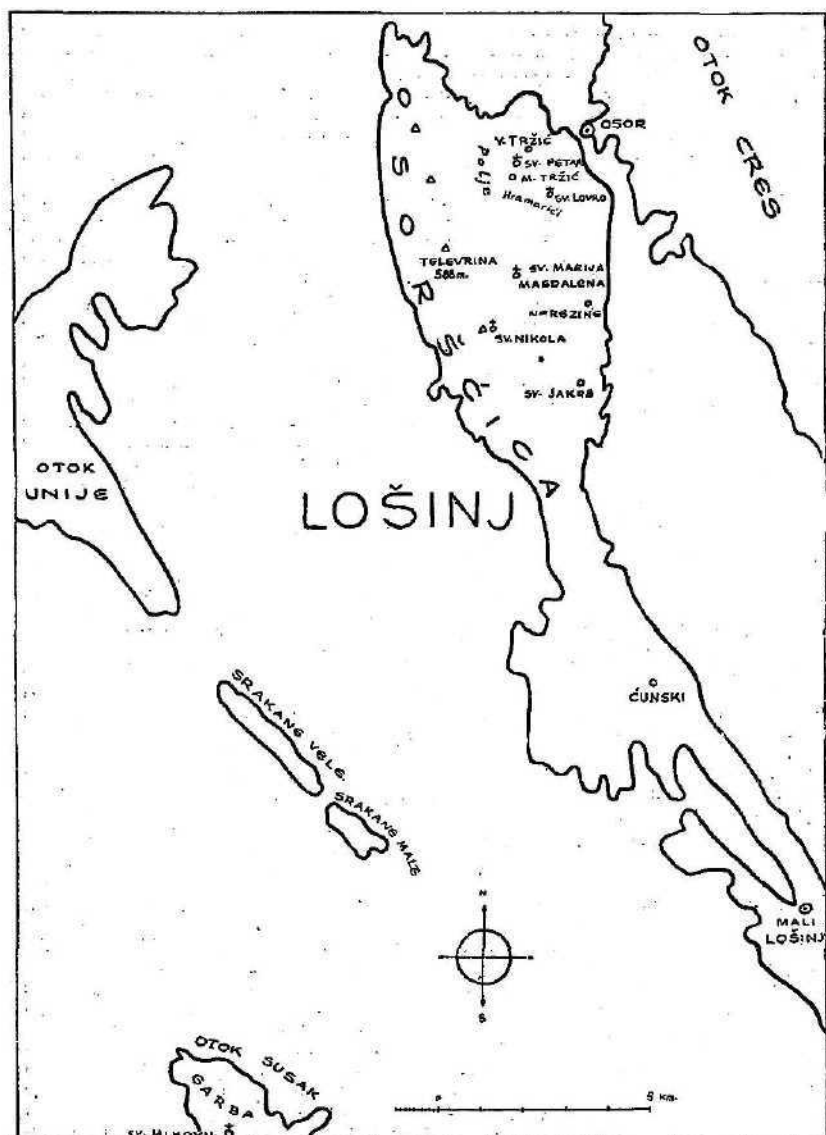 OTOK CRES
OSOR
V. TRŽIĆ
SV. PETAR
Polje
M. TRŽIĆ
SV. LOVRO
Hramarići
OSORŠĆICA
TELEVRINA
588 m.
SV. MARIJA
MAGDALENA
NEREZINE
SV. NIKOLA
SV. JAKOB
OTOK
UNIJE
LOŠINJ
ĆUNSKI
SRAKANE VELE
SRAKANE MALE
MALI
LOŠINJ
N
S
OTOK SUSAK
GARBA
5 Km.